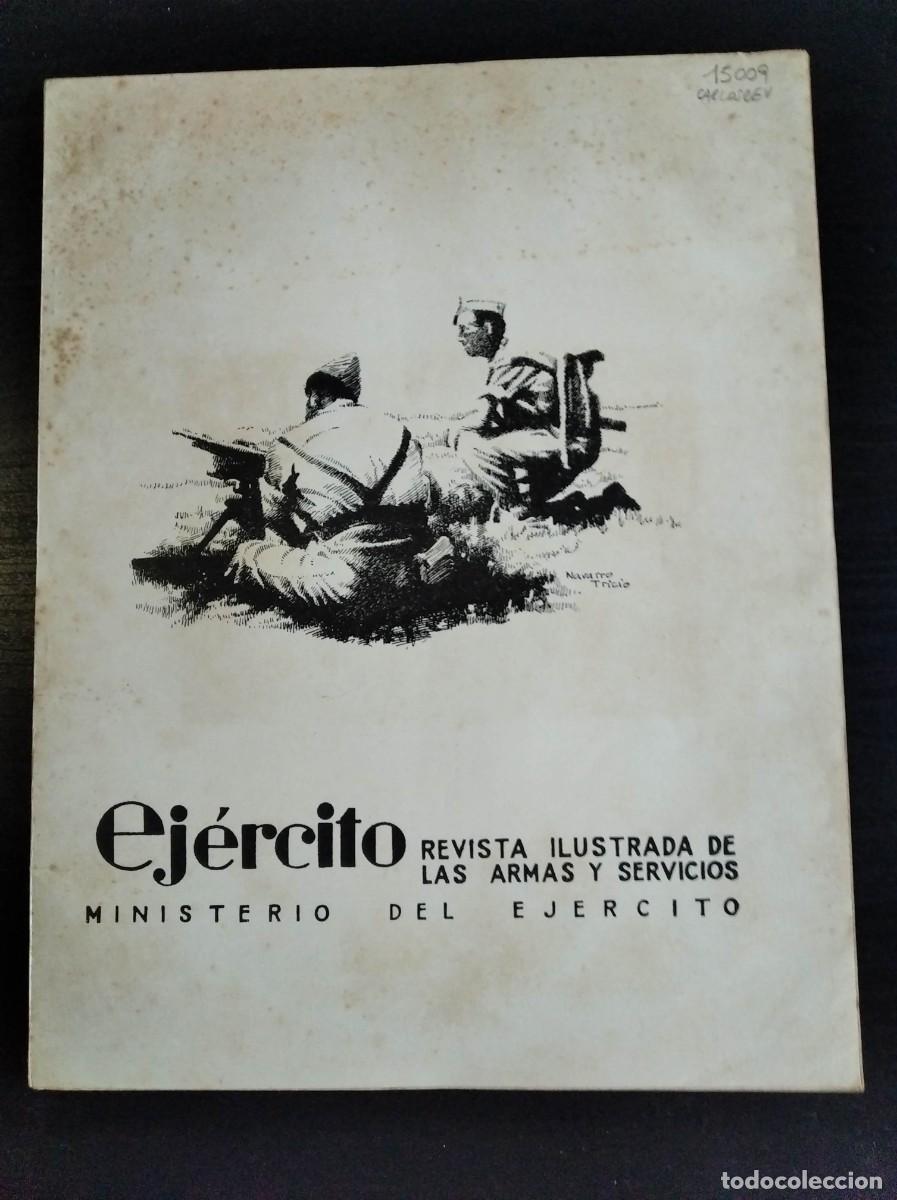 15009
Navarro
Tricio
ejército REVISTA ILUSTRADA DE
LAS ARMAS Y SERVICIOS
MINISTERIO DEL EJERCITO
todocoleccion